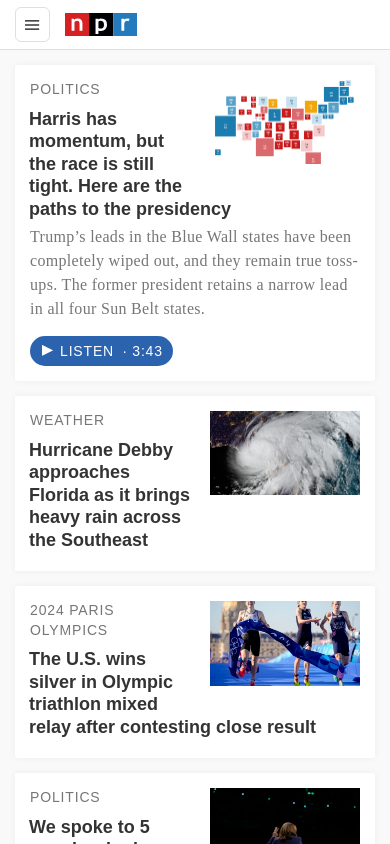 npr
POLITICS
Harris has
momentum, but
the race is still
tight. Here are the
paths to the presidency
Trump’s leads in the Blue Wall states have been
completely wiped out, and they remain true toss-
ups. The former president retains a narrow lead
in all four Sun Belt states.
LISTEN · 3:43
WEATHER
Hurricane Debby
approaches
Florida as it brings
heavy rain across
the Southeast
2024 PARIS
OLYMPICS
The U.S. wins
silver in Olympic
triathlon mixed
relay after contesting close result
POLITICS
We spoke to 5